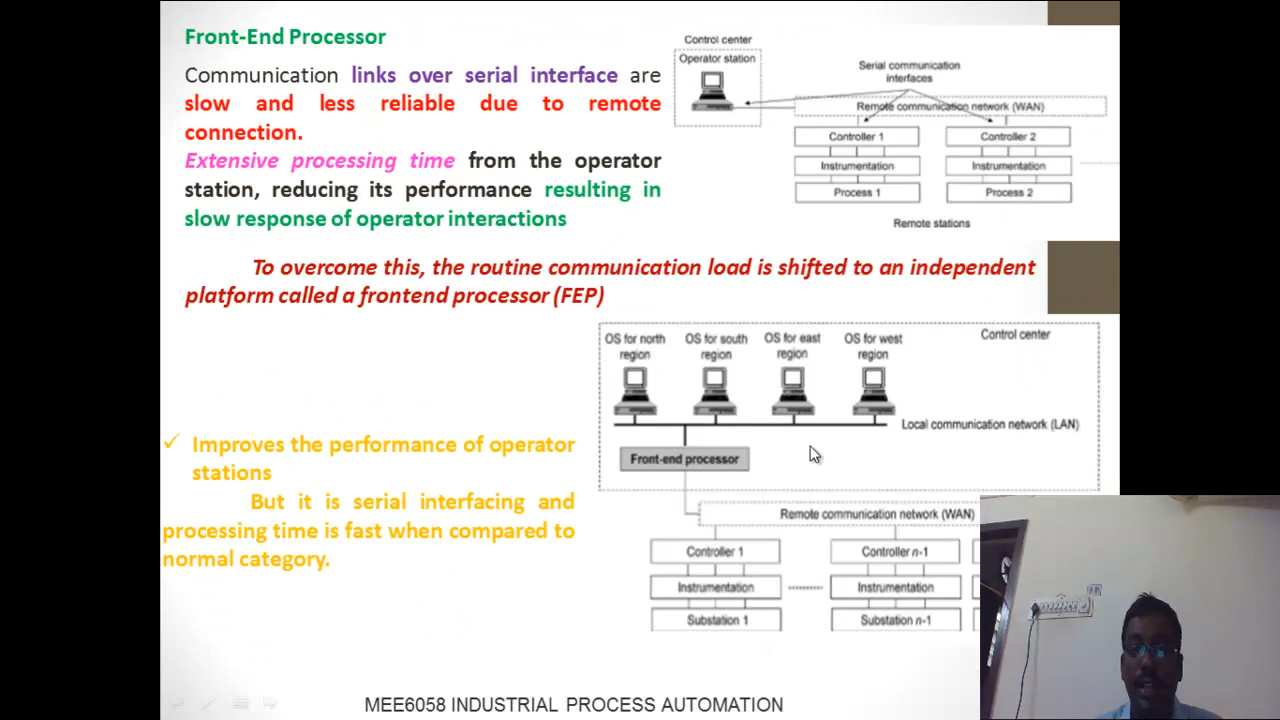 Front-End Processor
Communication links over serial interface are
slow and less reliable due to remote
connection.
Extensive processing time from the operator
station, reducing its performance resulting in
slow response of operator interactions
Control center
Operator station
Serial communication
interfaces
Remote communication network (WAN)
Controller 1
Controller 2
Instrumentation
Instrumentation
Process 1
Process 2
Remote stations
To overcome this, the routine communication load is shifted to an independent
platform called a frontend processor (FEP)
OS for north
region
OS for south
region
OS for east
region
OS for west
region
Control center
Local communication network (LAN)
Front-end processor
✓ Improves the performance of operator
stations
But it is serial interfacing and
processing time is fast when compared to
normal category.
Remote communication network (WAN)
Controller 1
Controller n-1
Instrumentation
Instrumentation
Substation 1
Substation n-1
MEE6058 INDUSTRIAL PROCESS AUTOMATION